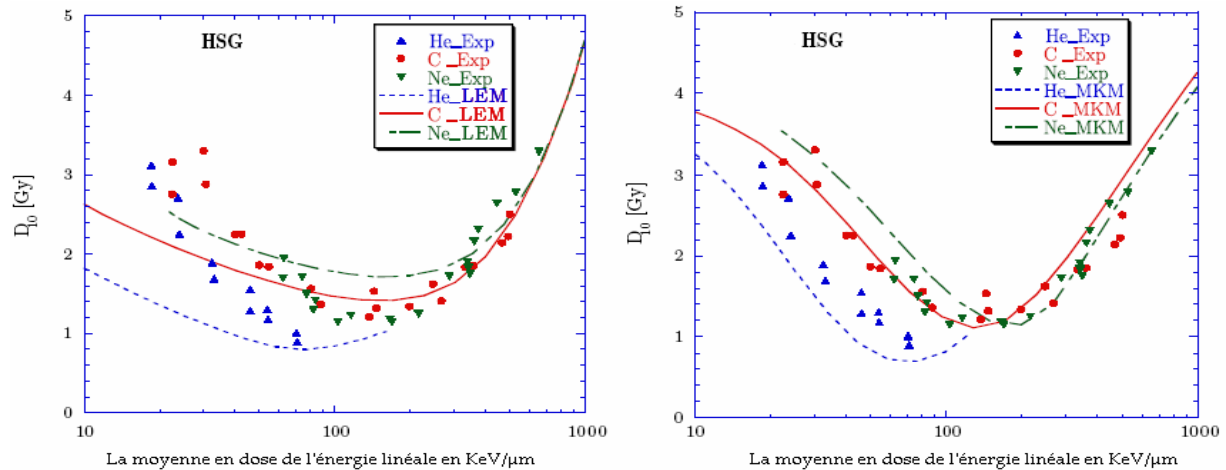 HSG
He_Exp
C _Exp
Ne_Exp
He_LEM
C _LEM
Ne_LEM
5
4
3
2
1
0
D10 [Gy]
10
100
1000
La moyenne en dose de l'énergie linéale en KeV/μm
HSG
He_Exp
C _Exp
Ne_Exp
He_MKM
C _MKM
Ne_MKM
5
4
3
2
1
0
D10 [Gy]
10
100
1000
La moyenne en dose de l'énergie linéale en KeV/μm